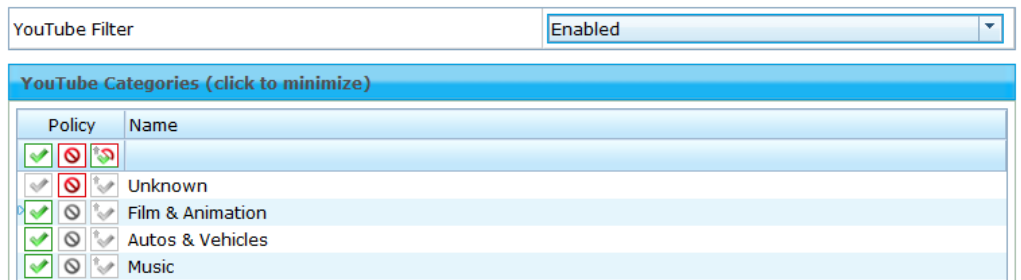 YouTube Filter Enabled
YouTube Categories (click to minimize)
Policy Name
Unknown
Film & Animation
Autos & Vehicles
Music